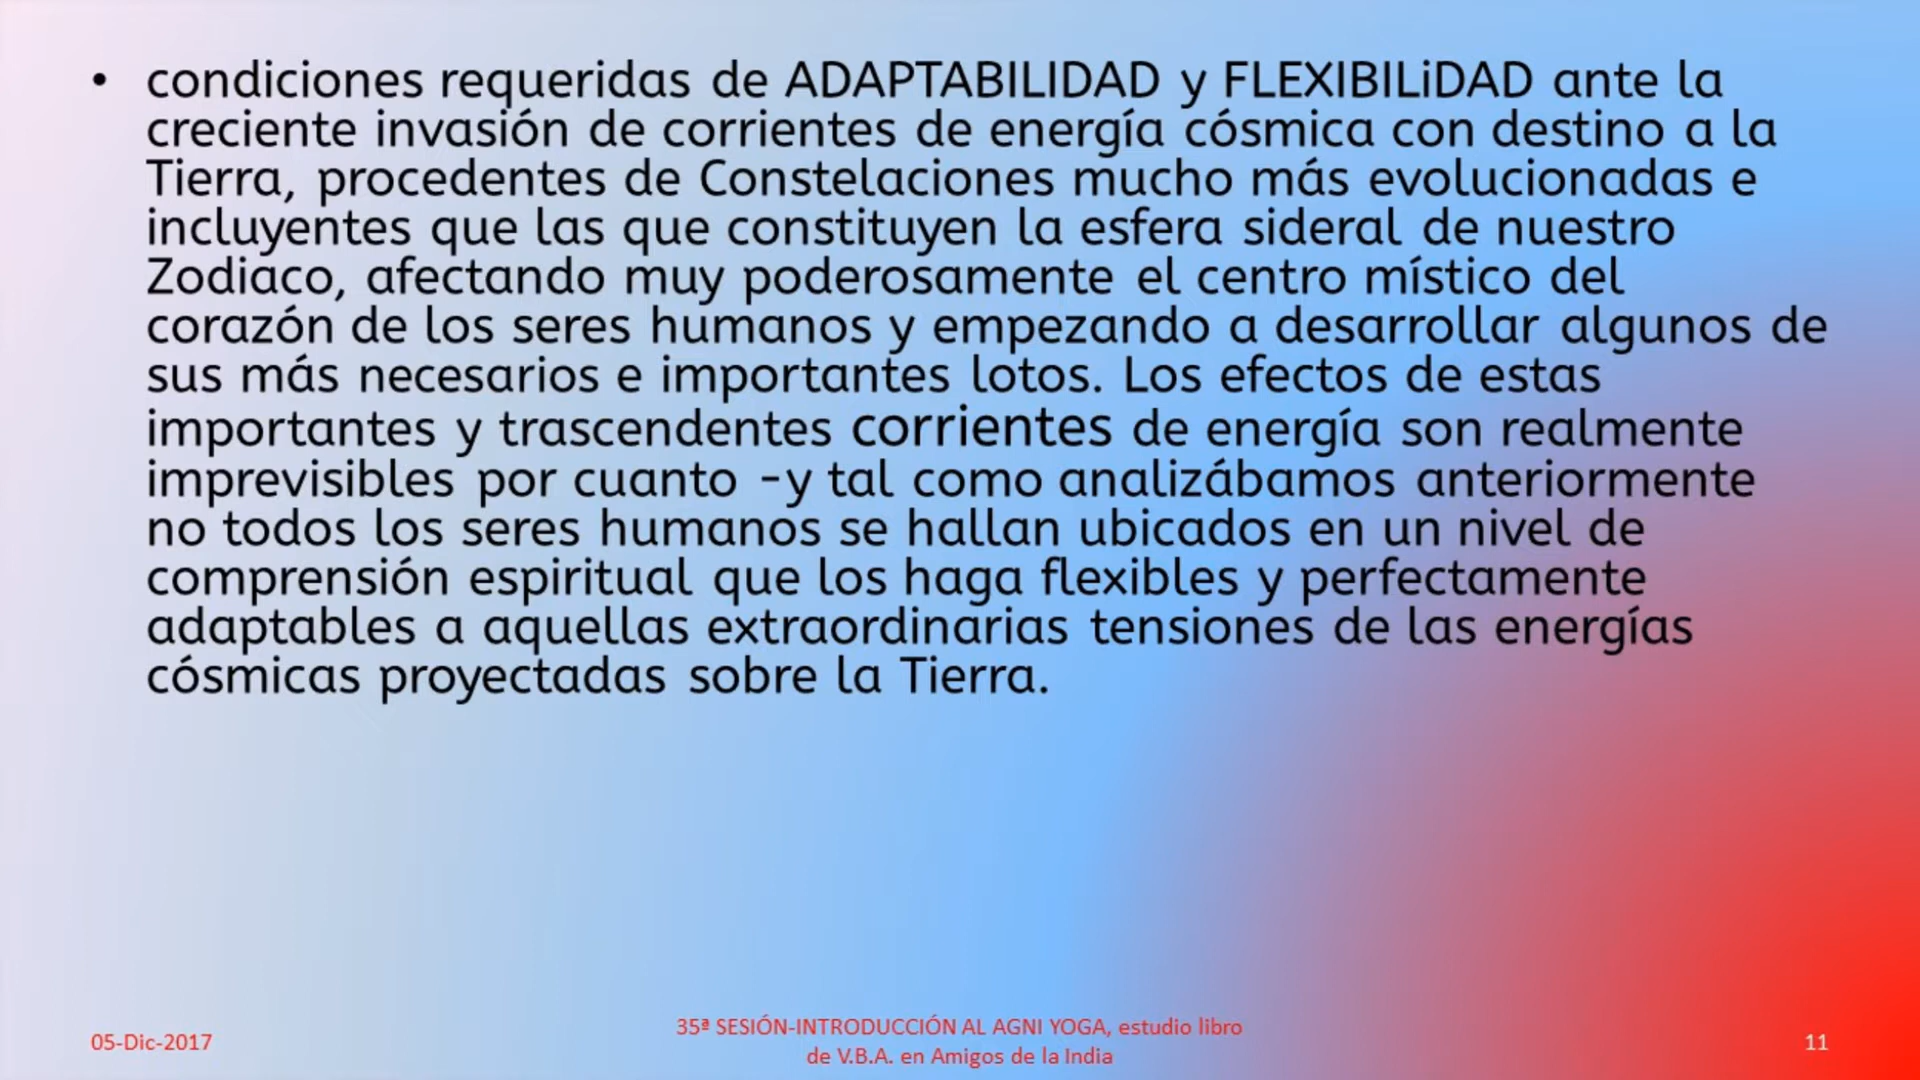 • condiciones requeridas de ADAPTABILIDAD y FLEXIBILiDAD ante la
creciente invasión de corrientes de energía cósmica con destino a la
Tierra, procedentes de Constelaciones mucho más evolucionadas e
incluyentes que las que constituyen la esfera sideral de nuestro
Zodiaco, afectando muy poderosamente el centro místico del
corazón de los seres humanos y empezando a desarrollar algunos de
sus más necesarios e importantes lotos. Los efectos de estas
importantes y trascendentes corrientes de energía son realmente
imprevisibles por cuanto -y tal como analizábamos anteriormente
no todos los seres humanos se hallan ubicados en un nivel de
comprensión espiritual que los haga flexibles y perfectamente
adaptables a aquellas extraordinarias tensiones de las energías
cósmicas proyectadas sobre la Tierra.
05-Dic-2017
35ª SESIÓN-INTRODUCCIÓN AL AGNI YOGA, estudio libro
de V.B.A. en Amigos de la India
11